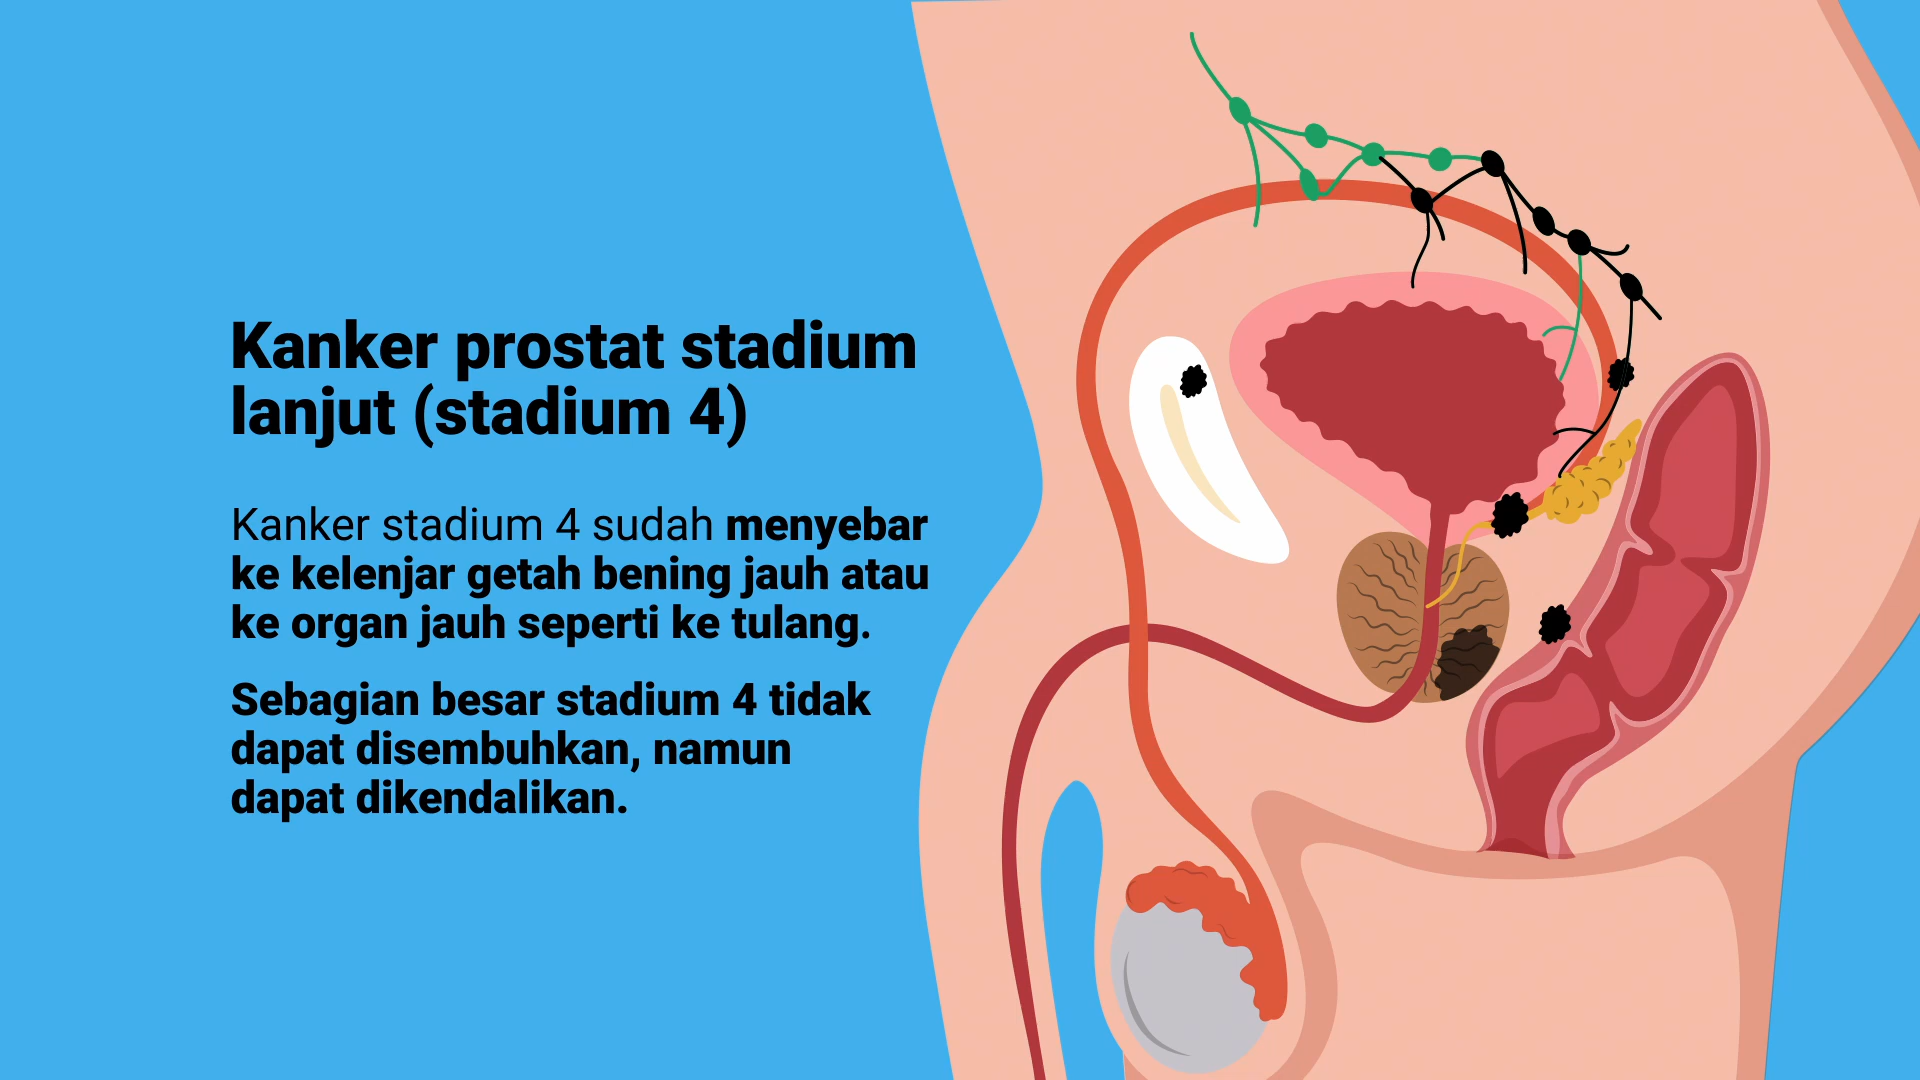 Kanker prostat stadium
lanjut (stadium 4)
Kanker stadium 4 sudah menyebar
ke kelenjar getah bening jauh atau
ke organ jauh seperti ke tulang.
Sebagian besar stadium 4 tidak
dapat disembuhkan, namun
dapat dikendalikan.